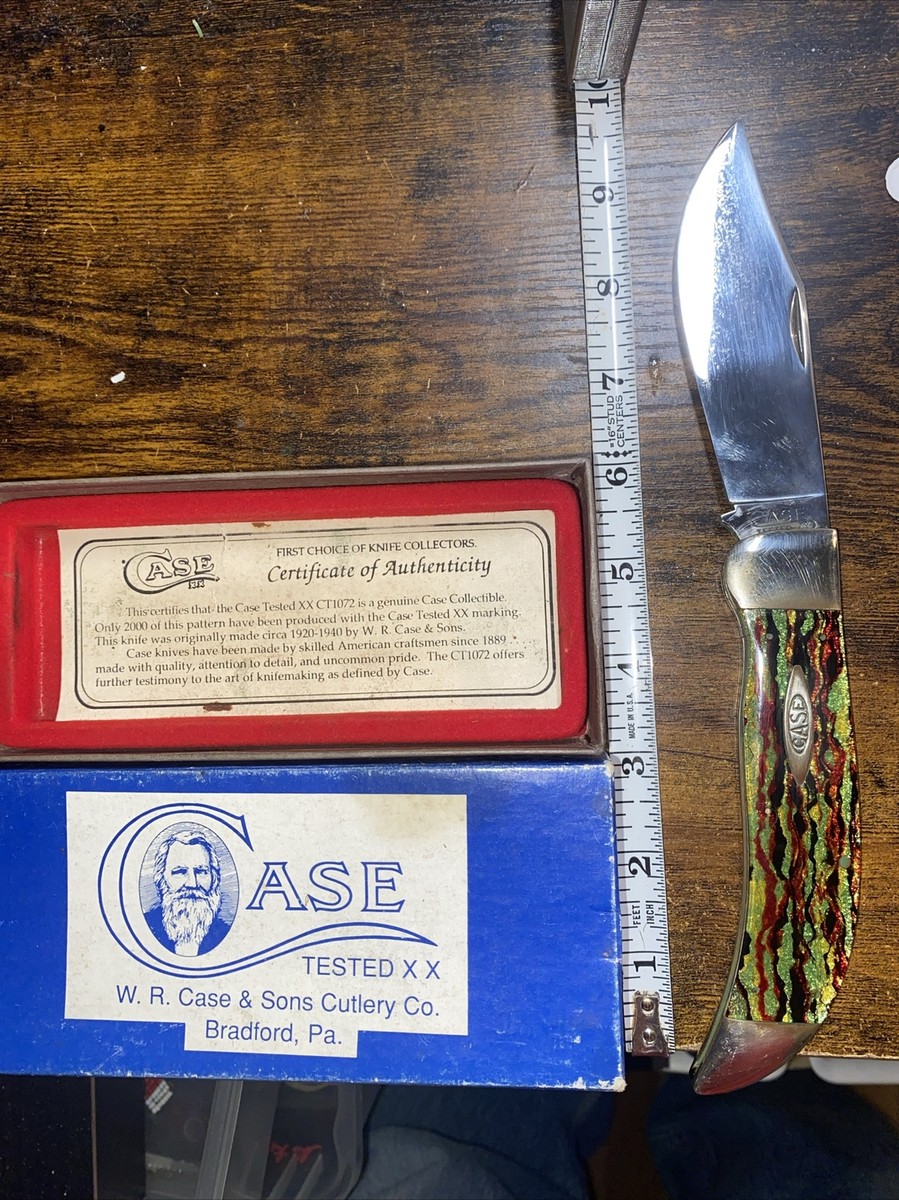 10
9
8
7
16" STUD
CENTERS
6
5
4
MADE IN U.S.A.
3
2
FEET
INCH
1
CASE
XX
FIRST CHOICE OF KNIFE COLLECTORS.
Certificate of Authenticity
This certifies that the Case Tested XX CT1072 is a genuine Case Collectible.
Only 2000 of this pattern have been produced with the Case Tested XX marking.
This knife was originally made circa 1920-1940 by W. R. Case & Sons.
Case knives have been made by skilled American craftsmen since 1889
made with quality, attention to detail, and uncommon pride. The CT1072 offers
further testimony to the art of knifemaking as defined by Case.
CASE
TESTED X X
W. R. Case & Sons Cutlery Co.
Bradford, Pa.
CASE
CASE